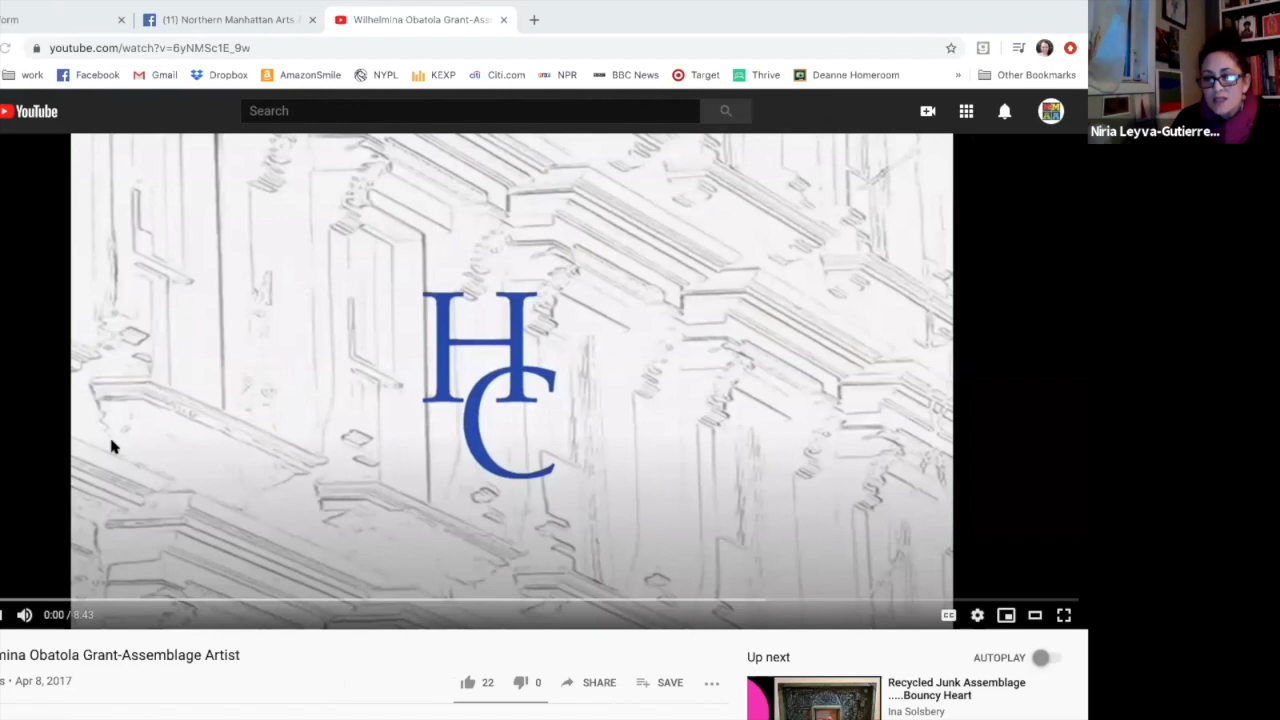 orm
(11) Northern Manhattan Arts A
Wilhelmina Obatola Grant-Ass
youtube.com/watch?v=6yNMSc1E_9w
work
Facebook
Gmail
Dropbox
AmazonSmile
NYPL
KEXP
citi
Citi.com
NPR
BBC News
Target
Thrive
Deanne Homeroom
»
Other Bookmarks
YouTube
Search
Niria Leyva-Gutierre...
HC
0:00 / 8:43
CC
mina Obatola Grant-Assemblage Artist
s • Apr 8, 2017
22
0
SHARE
SAVE
Up next
AUTOPLAY
Recycled Junk Assemblage
.....Bouncy Heart
Ina Solsbery